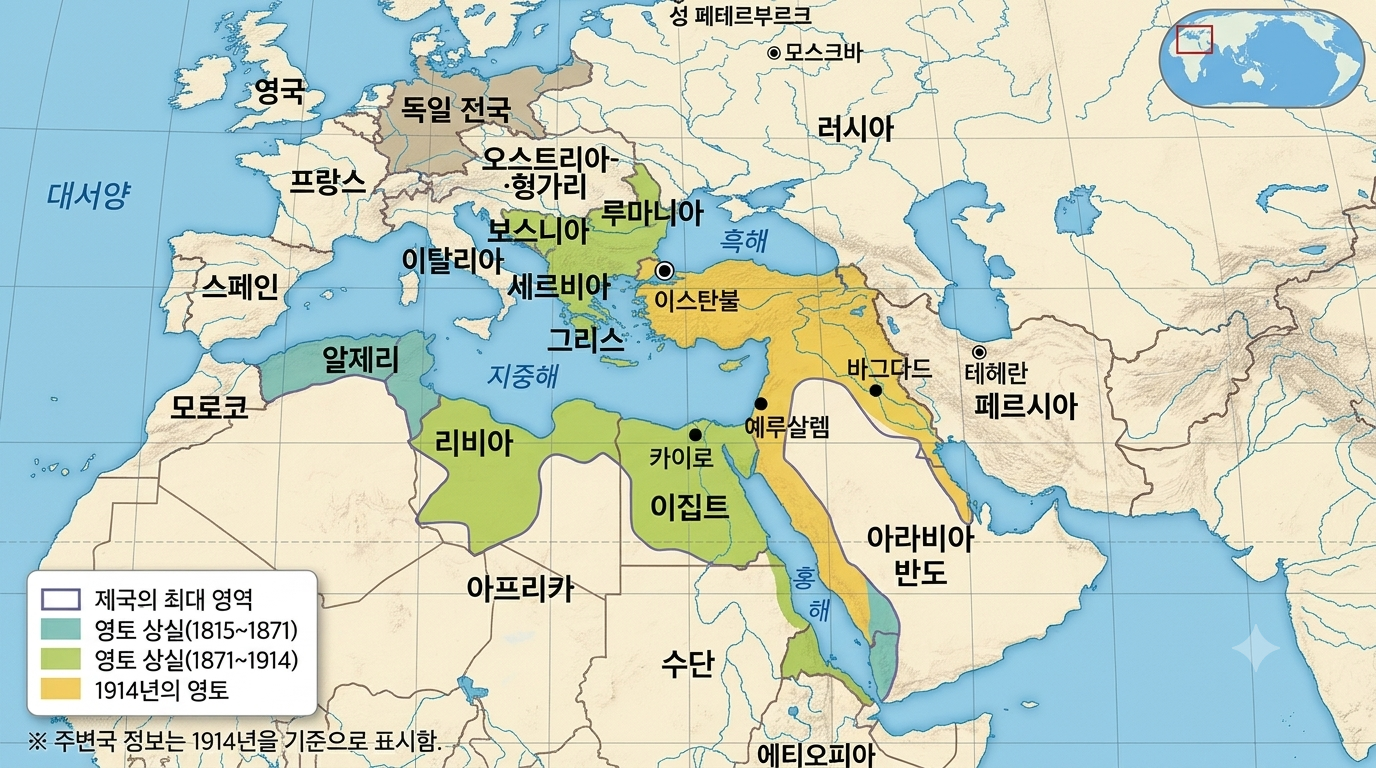 성 페테르부르크
모스크바
영국
독일 전국
러시아
오스트리아-
·헝가리
프랑스
대서양
루마니아
보스니아
흑해
이탈리아
스페인
세르비아
이스탄불
그리스
알제리
지중해
바그다드
테헤란
모로코
페르시아
예루살렘
리비아
카이로
이집트
아라비아
반도
홍
해
아프리카
수단
에티오피아
제국의 최대 영역
영토 상실(1815~1871)
영토 상실(1871~1914)
1914년의 영토
※ 주변국 정보는 1914년을 기준으로 표시함.